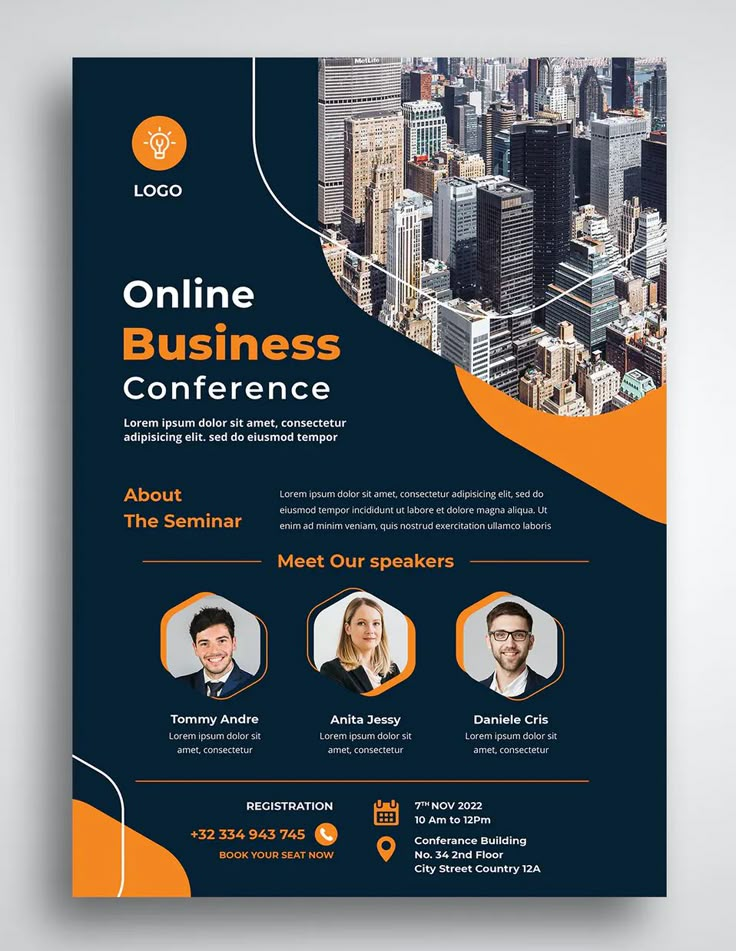 MetLife
LOGO
Online
Business
Conference
Lorem ipsum dolor sit amet, consectetur
adipisicing elit. sed do eiusmod tempor
About
The Seminar
Lorem ipsum dolor sit amet, consectetur adipisicing elit, sed do
eiusmod tempor incididunt ut labore et dolore magna aliqua. Ut
enim ad minim veniam, quis nostrud exercitation ullamco laboris
Meet Our speakers
Tommy Andre
Lorem ipsum dolor sit
amet, consectetur
Anita Jessy
Lorem ipsum dolor sit
amet, consectetur
Daniele Cris
Lorem ipsum dolor sit
amet, consectetur
REGISTRATION
+32 334 943 745
BOOK YOUR SEAT NOW
7TH NOV 2022
10 Am to 12Pm
Conferance Building
No. 34 2nd Floor
City Street Country 12A